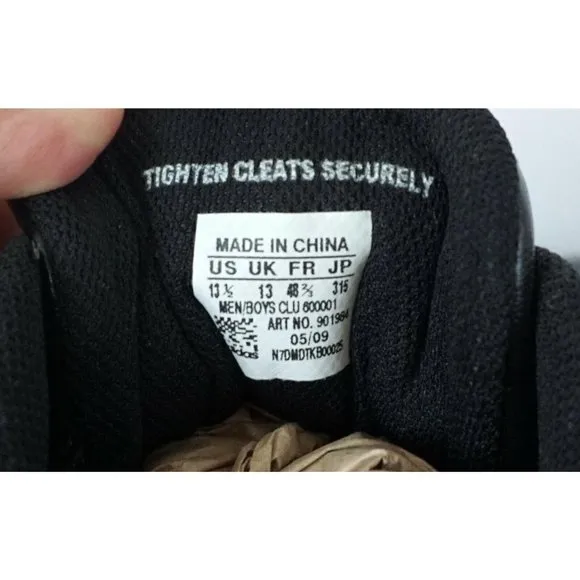 TIGHTEN CLEATS SECURELY
MADE IN CHINA
US UK FR JP
13 ½ 13 48 ⅔ 315
MEN/BOYS CLU 600001
ART NO. 901984
05/09
N7DMDTKB00025